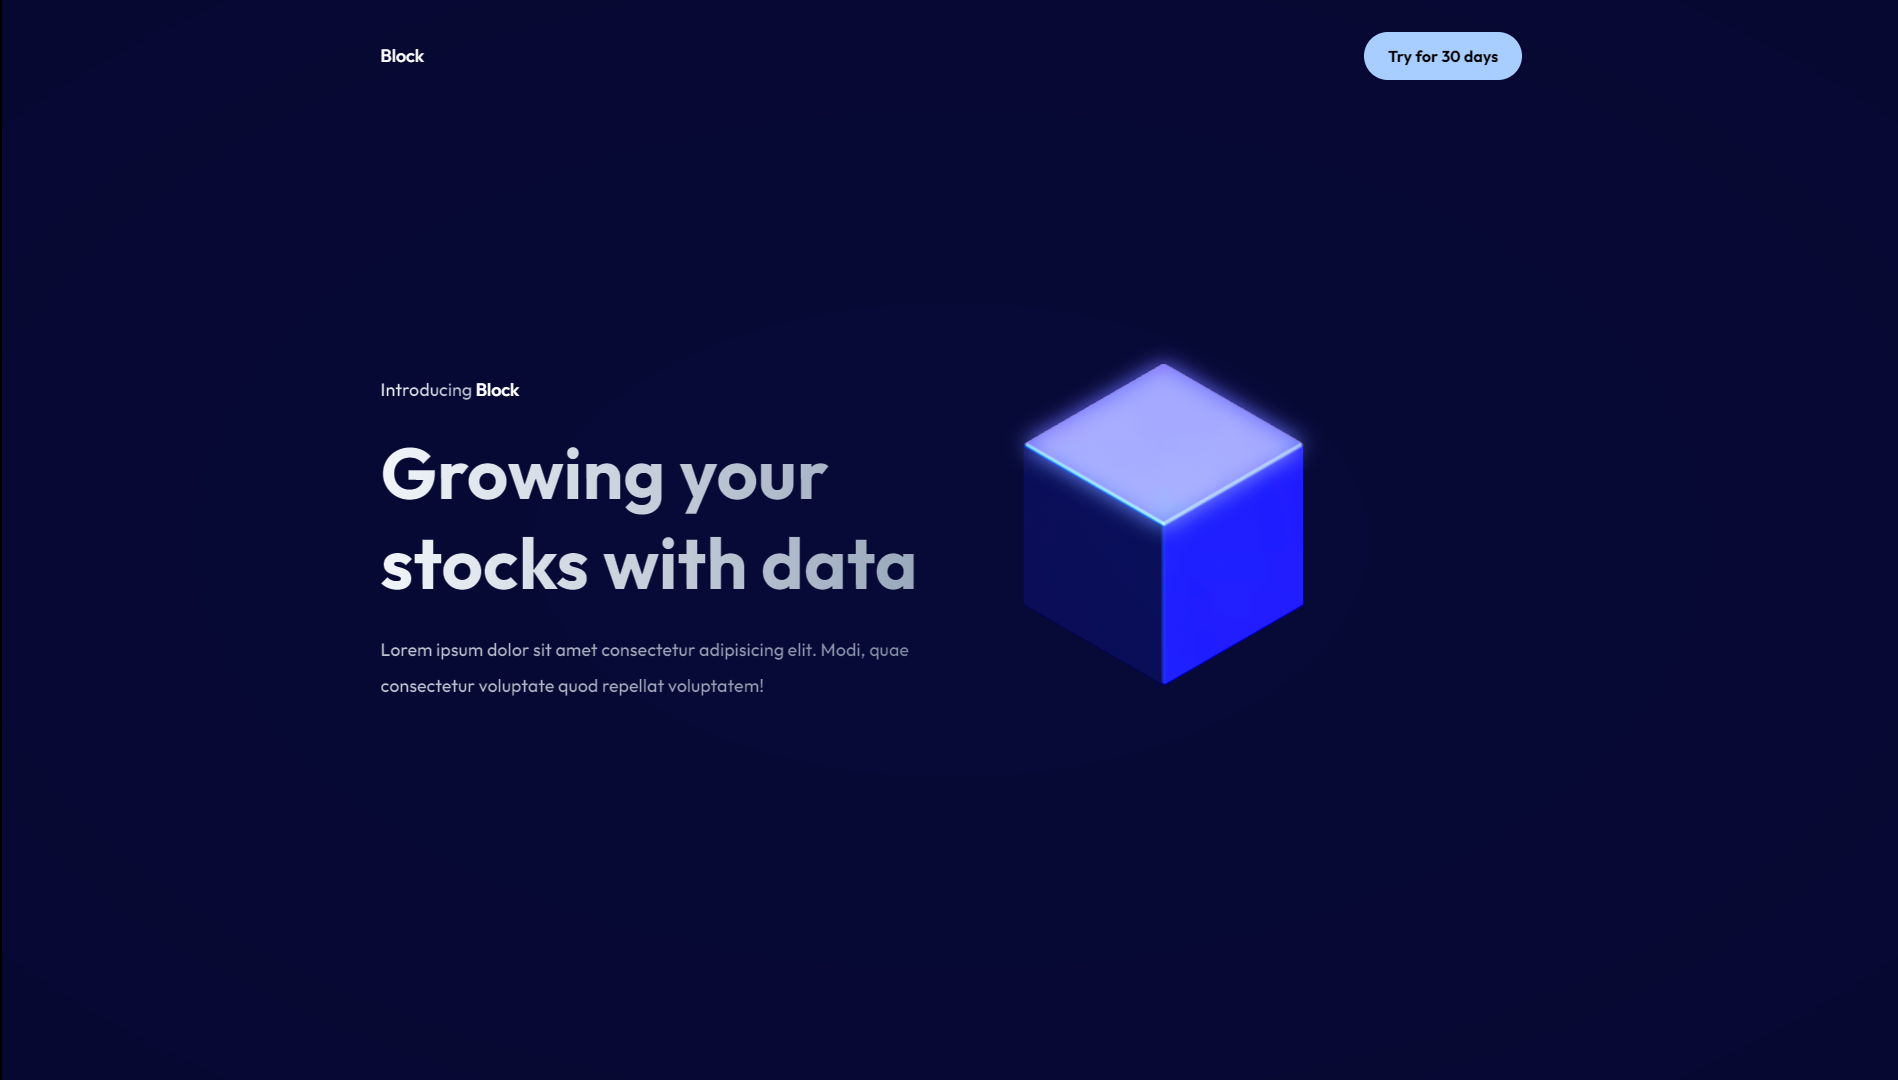 Block
Try for 30 days
Introducing Block
Growing your
stocks with data
Lorem ipsum dolor sit amet consectetur adipisicing elit. Modi, quae
consectetur voluptate quod repellat voluptatem!